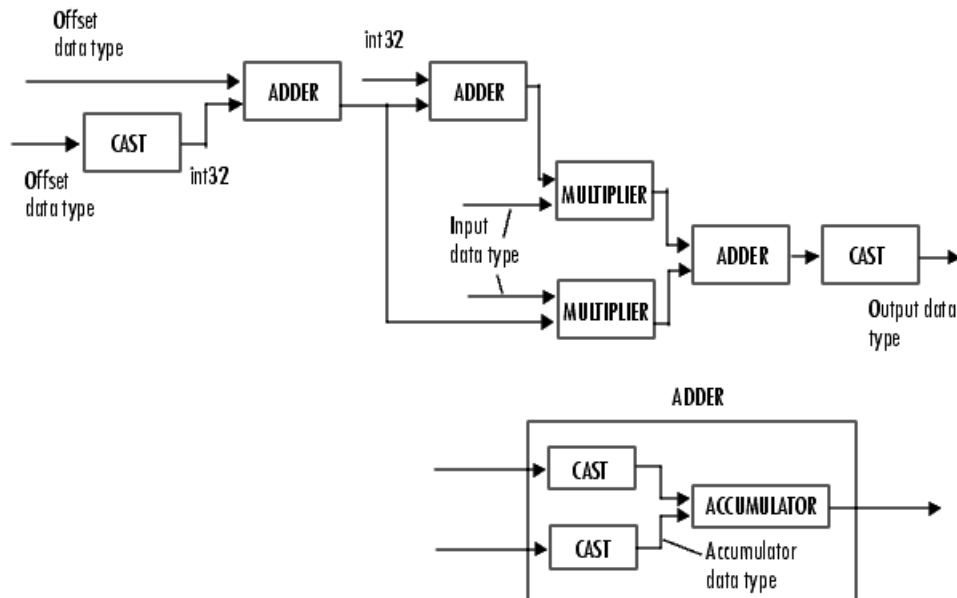 Offset
data type
int32
ADDER
ADDER
CAST
int32
Offset
data type
MULTIPLIER
Input
data type
ADDER
CAST
MULTIPLIER
Output data
type
ADDER
CAST
ACCUMULATOR
CAST
Accumulator
data type